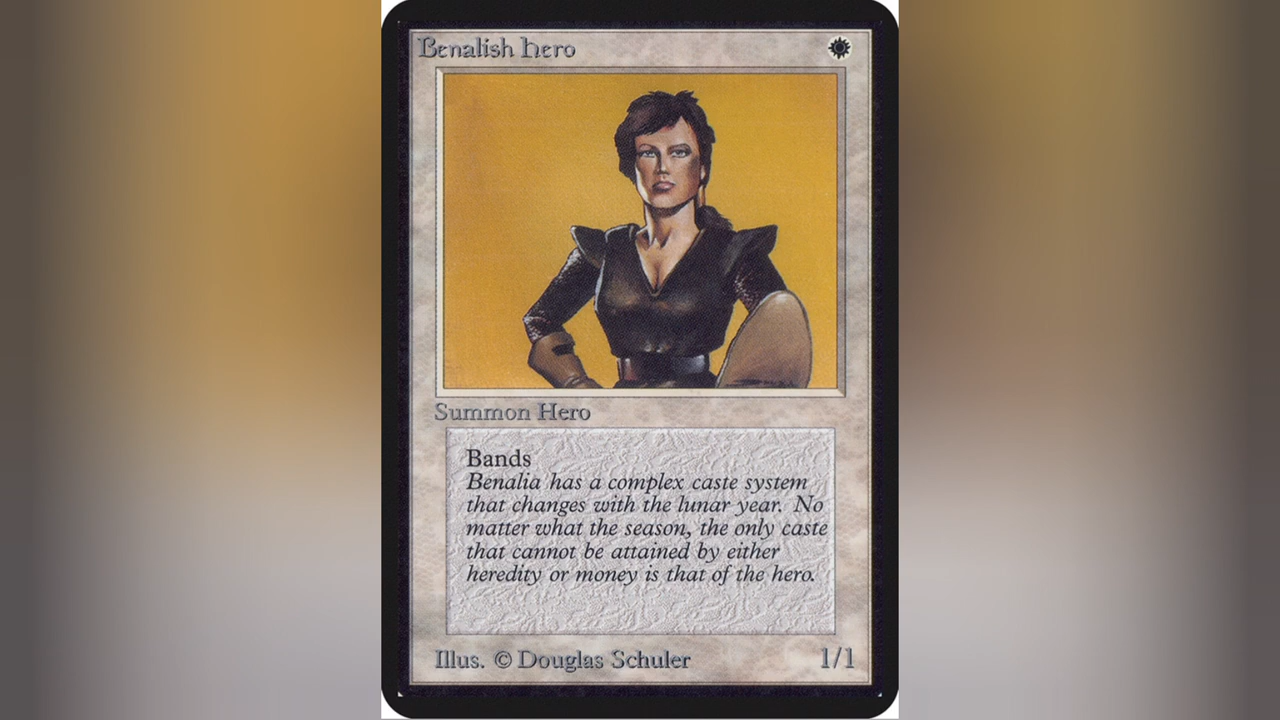 Benalish Hero
Summon Hero
Bands
Benalia has a complex caste system
that changes with the lunar year. No
matter what the season, the only caste
that cannot be attained by either
heredity or money is that of the hero.
Illus. © Douglas Schuler
1/1